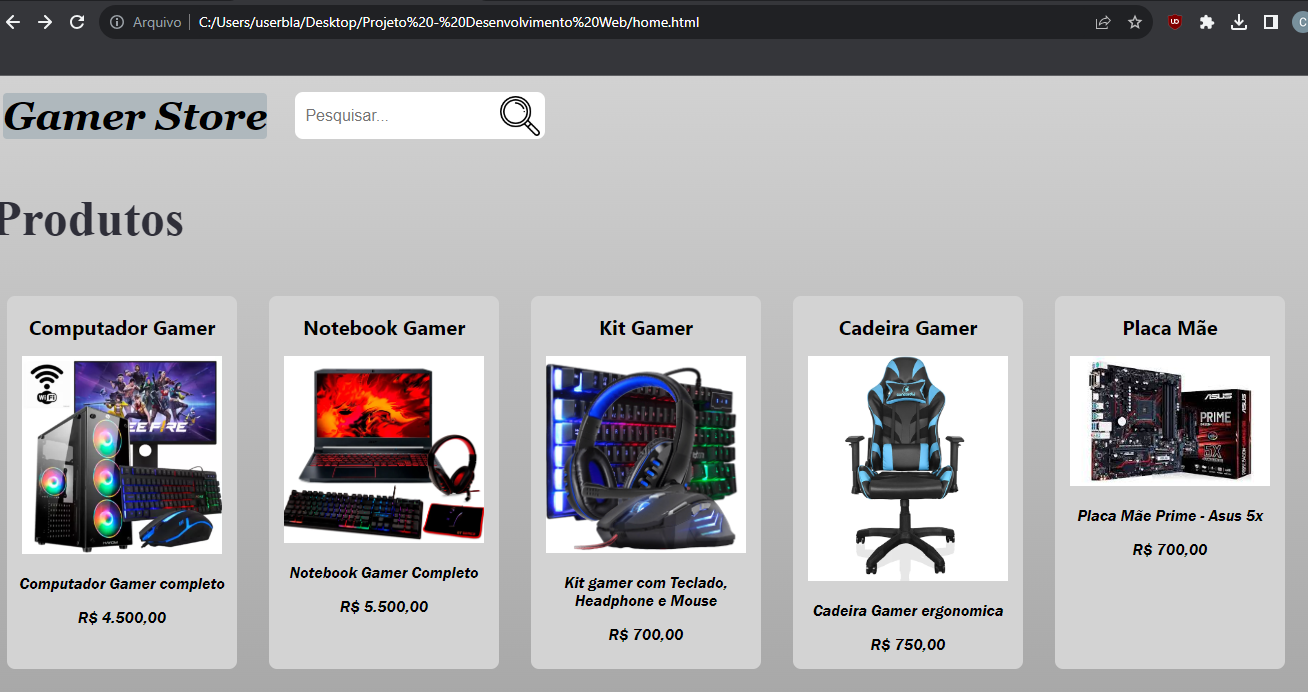 Arquivo | C:/Users/userbla/Desktop/Projeto%20-%20Desenvolvimento%20Web/home.html
Gamer Store
Pesquisar...
Produtos
Computador Gamer
WiFi
Computador Gamer completo
R$ 4.500,00
Notebook Gamer
Notebook Gamer Completo
R$ 5.500,00
Kit Gamer
Kit gamer com Teclado,
Headphone e Mouse
R$ 700,00
Cadeira Gamer
Cadeira Gamer ergonomica
R$ 750,00
Placa Mãe
ASUS
PRIME
5X
Placa Mãe Prime - Asus 5x
R$ 700,00